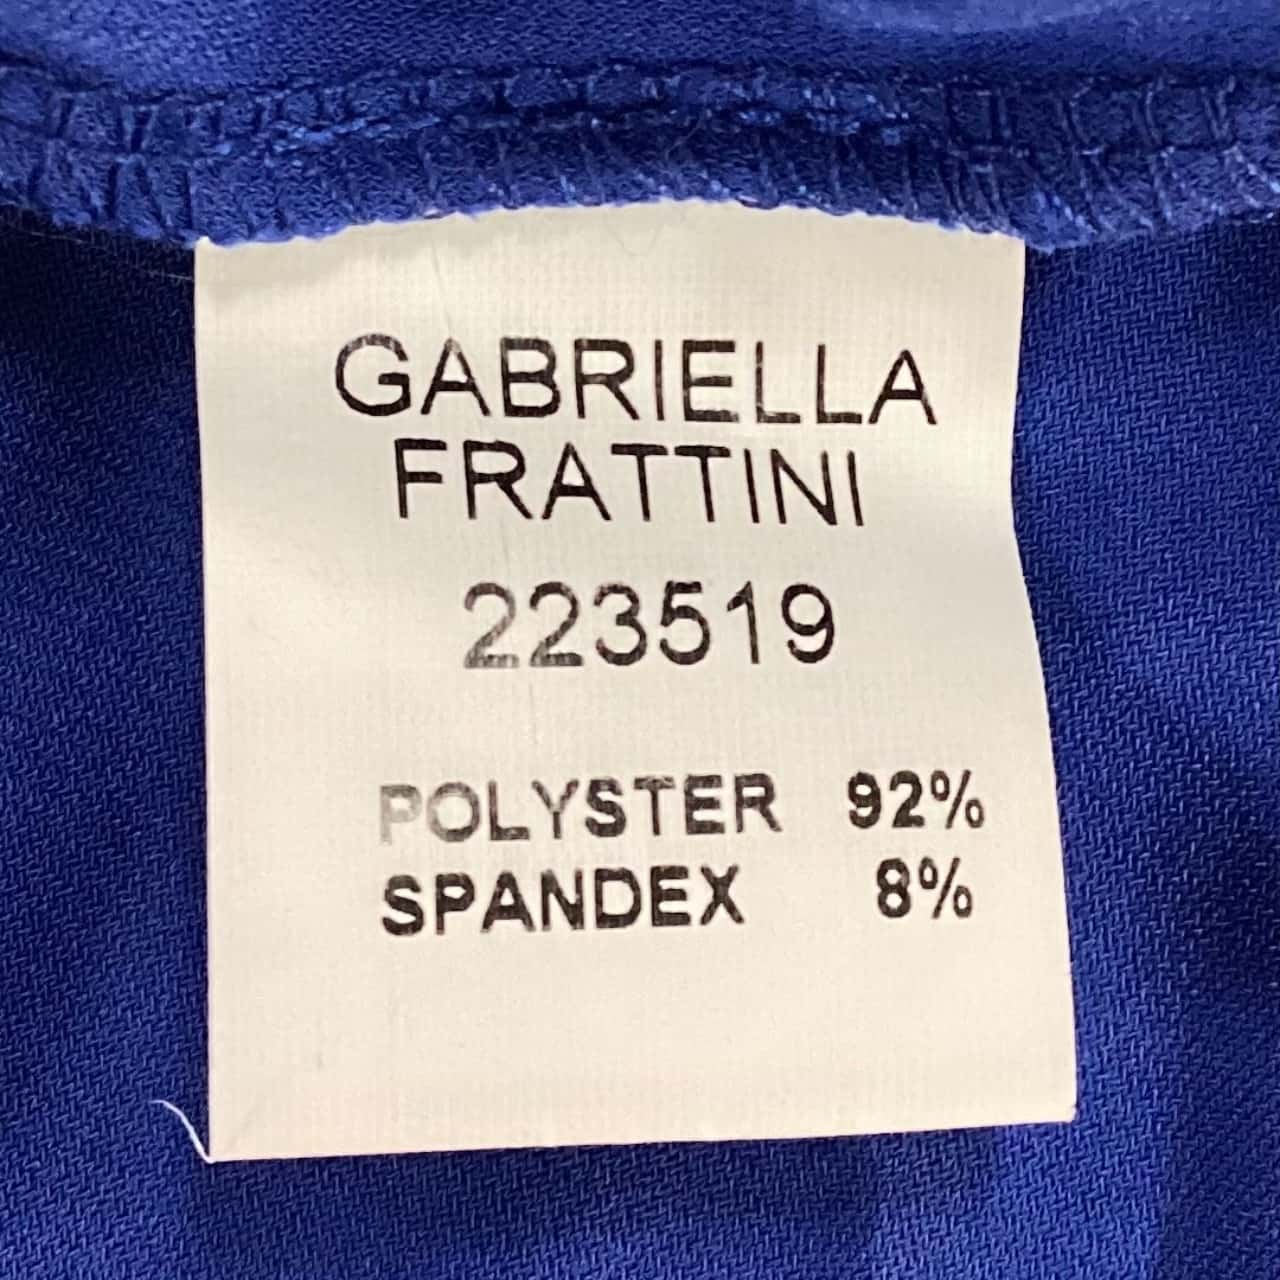 GABRIELLA
FRATTINI
223519
POLYSTER 92%
SPANDEX 8%